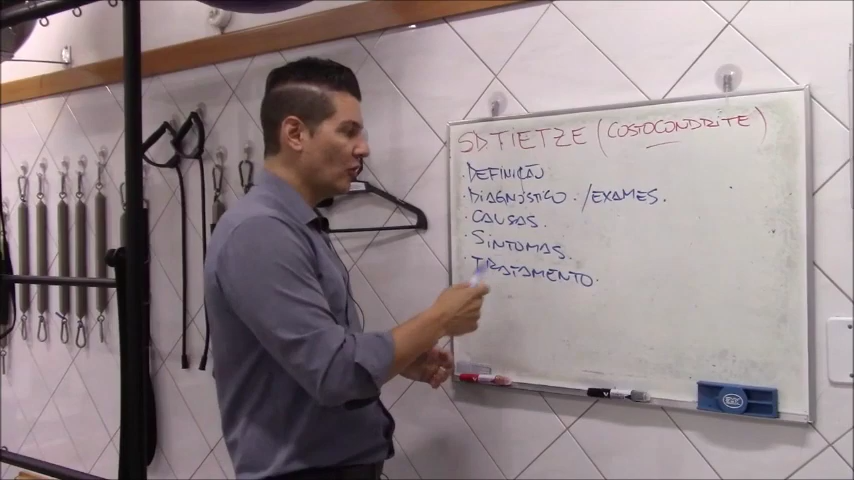 SD TIETZE (COSTOCONDRITE)
· DEFINIÇÃO
· DIAGNÓSTICO. /EXAMES.
· CAUSAS.
· SINTOMAS.
· TRATAMENTO.